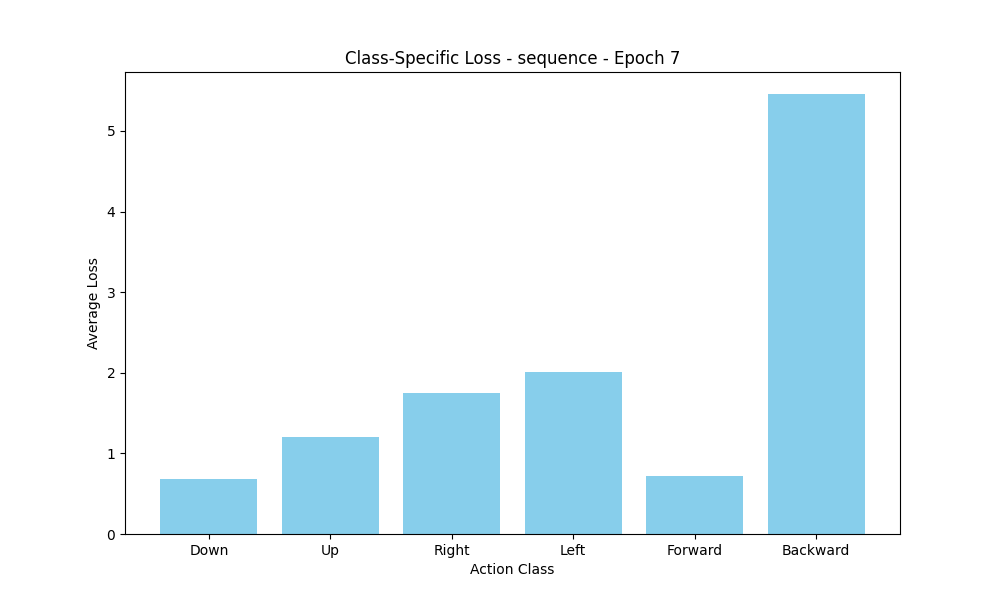 Class-Specific Loss - sequence - Epoch 7
Average Loss
5
4
3
2
1
0
Down Up Right Left Forward Backward
Action Class